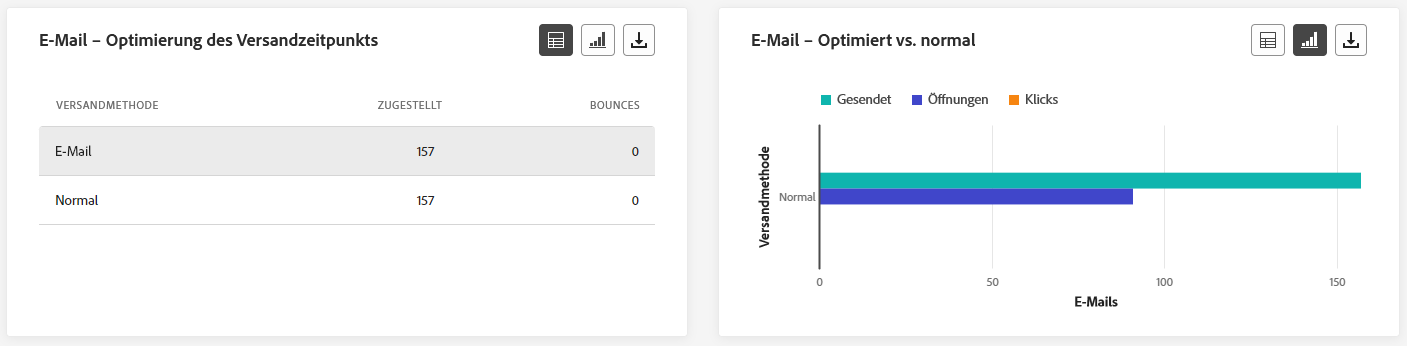 E-Mail – Optimierung des Versandzeitpunkts
VERSANDMETHODE ZUGESTELLT BOUNCES
E-Mail 157 0
Normal 157 0
E-Mail – Optimiert vs. normal
Gesendet Öffnungen Klicks
Versandmethode
Normal
0 50 100 150
E-Mails